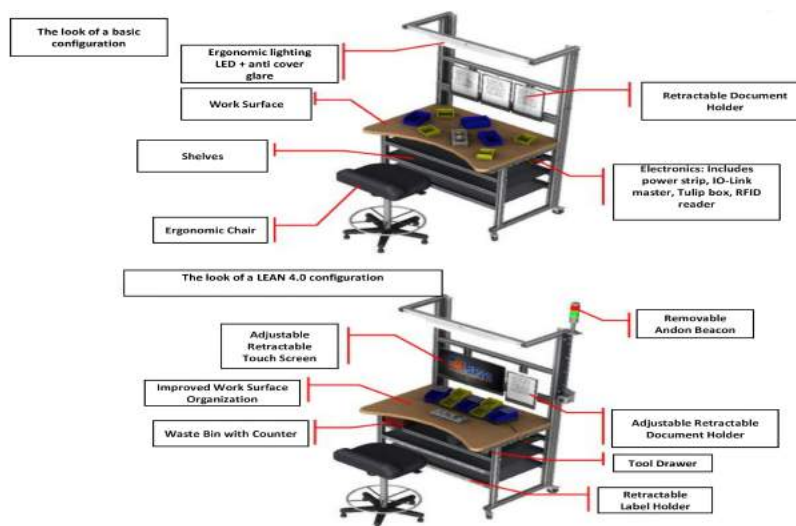 The look of a basic
configuration
Ergonomic lighting
LED + anti cover
glare
Work Surface
Shelves
Ergonomic Chair
Retractable Document
Holder
Electronics: Includes
power strip, IO-Link
master, Tulip box, RFID
reader
The look of a LEAN 4.0 configuration
Adjustable
Retractable
Touch Screen
Improved Work Surface
Organization
Waste Bin with Counter
Removable
Andon Beacon
Adjustable Retractable
Document Holder
Tool Drawer
Retractable
Label Holder